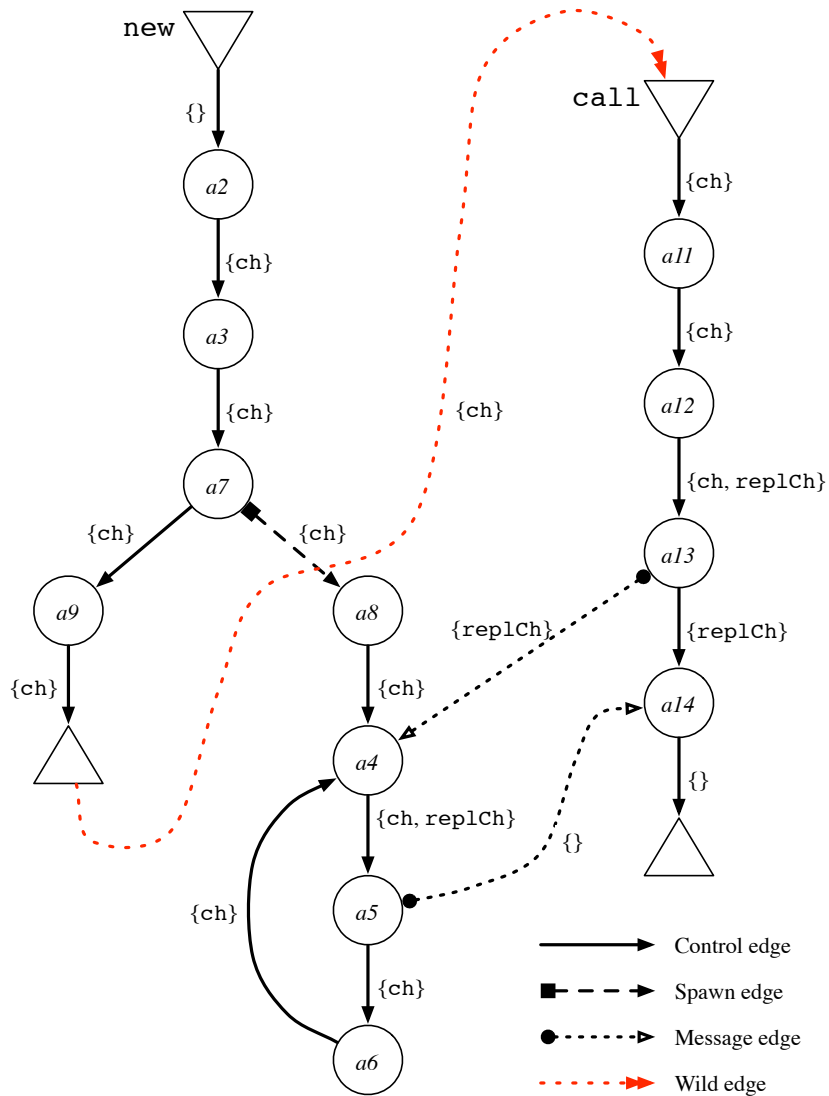 new
call
{}
{ch}
a2
a11
{ch}
{ch}
a3
a12
{ch}
{ch}
{ch, replCh}
a7
{ch}
{ch}
a13
a9
a8
{replCh}
{replCh}
{ch}
{ch}
a14
a4
{}
{ch, replCh}
{}
a5
{ch}
Control edge
{ch}
Spawn edge
Message edge
a6
Wild edge